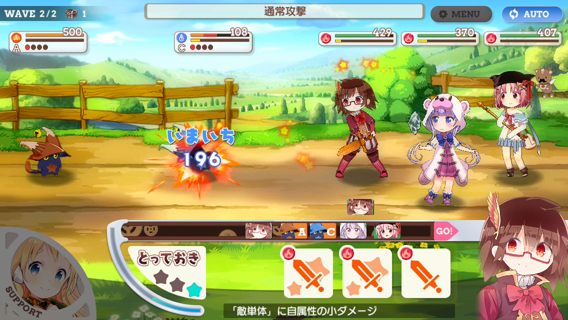 WAVE 2/2 1
通常攻撃
MENU
AUTO
500
A
108
C
429
370
407
いまいち
196
A
C
GO!
とっておき
SUPPORT
「敵単体」に自属性の小ダメージ